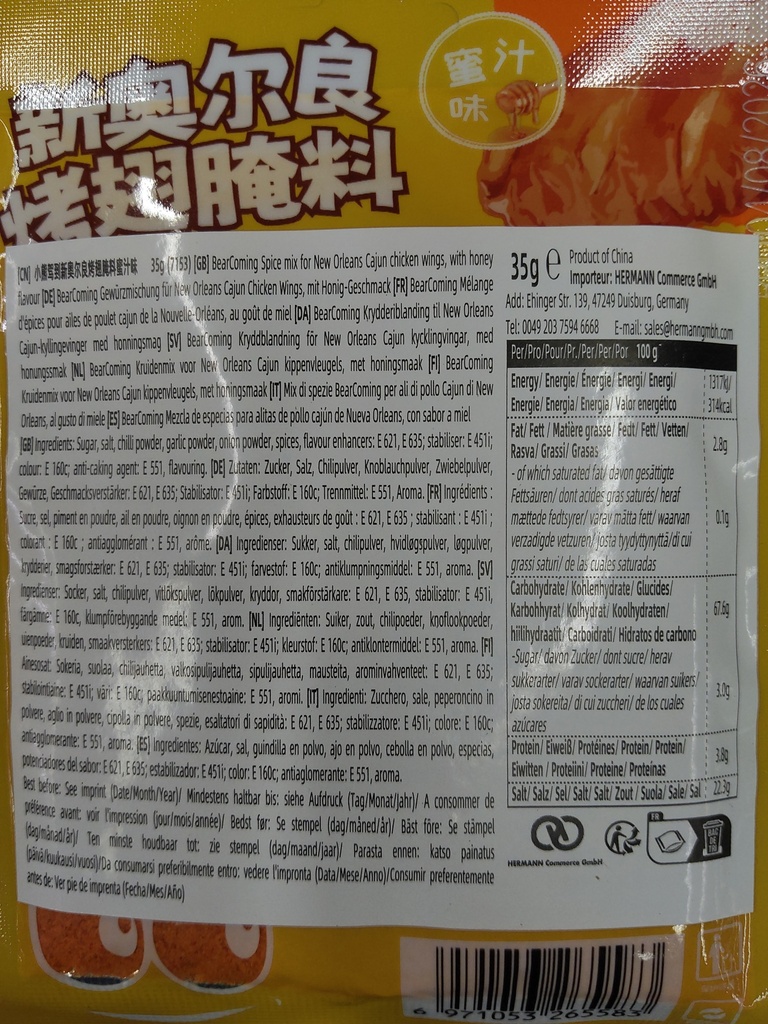 新奥尔良
烤翅腌料
蜜汁
味
/08/202
[CN] 小熊驾到新奥尔良烤翅腌料蜜汁味 35g (7153) [GB] BearComing Spice mix for New Orleans Cajun chicken wings, with honey
flavour [DE] BearComing Gewürzmischung für New Orleans Cajun Chicken Wings, mit Honig-Geschmack [FR] BearComing Mélange
d'épices pour ailes de poulet cajun de la Nouvelle-Orléans, au goût de miel [DA] BearComing Krydderiblanding til New Orleans
Cajun-kyllingevinger med honningsmag [SV] BearComing Kryddblandning för New Orleans Cajun kycklingvingar, med
honungssmak [NL] BearComing Kruidenmix voor New Orleans Cajun kippenvleugels, met honingsmaak [FI] BearComing
Kruidenmix voor New Orleans Cajun kippenvleugels, met honingsmaak [IT] Mix di spezie BearComing per ali di pollo Cajun di New
Orleans, al gusto di miele [ES] BearComing Mezcla de especias para alitas de pollo cajún de Nueva Orleans, con sabor a miel
[GB] Ingredients: Sugar, salt, chilli powder, garlic powder, onion powder, spices, flavour enhancers: E 621, E 635; stabiliser: E 451i;
colour: E 160c; anti-caking agent: E 551, flavouring. [DE] Zutaten: Zucker, Salz, Chilipulver, Knoblauchpulver, Zwiebelpulver,
Gewürze, Geschmacksverstärker: E 621, E 635; Stabilisator: E 451i; Farbstoff: E 160c; Trennmittel: E 551, Aroma. [FR] Ingrédients :
Sucre, sel, piment en poudre, ail en poudre, oignon en poudre, épices, exhausteurs de goût : E 621, E 635 ; stabilisant : E 451i ;
colorant : E 160c ; antiagglomérant : E 551, arôme. [DA] Ingredienser: Sukker, salt, chilipulver, hvidløgspulver, løgpulver,
krydderier, smagsforstærker: E 621, E 635; stabilisator: E 451i; farvestof: E 160c; antiklumpningsmiddel: E 551, aroma. [SV]
Ingredienser: Socker, salt, chilipulver, vitlökspulver, lökpulver, kryddor, smakförstärkare: E 621, E 635, stabilisator: E 451i,
färgämne: E 160c, klumpförebyggande medel: E 551, arom. [NL] Ingrediënten: Suiker, zout, chilipoeder, knoflookpoeder,
uienpoeder, kruiden, smaakversterkers: E 621, E 635; stabilisator: E 451i; kleurstof: E 160c; antiklontermiddel: E 551, aroma. [FI]
Ainesosat: Sokeria, suolaa, chilijauhetta, valkosipulijauhetta, sipulijauhetta, mausteita, arominvahventeet: E 621, E 635;
stabilointiaine: E 451i; väri: E 160c; paakkuuntumisenestoaine: E 551, aromi. [IT] Ingredienti: Zucchero, sale, peperoncino in
polvere, aglio in polvere, cipolla in polvere, spezie, esaltatori di sapidità: E 621, E 635; stabilizzatore: E 451i; colore: E 160c;
antiagglomerante: E 551, aroma. [ES] Ingredientes: Azúcar, sal, guindilla en polvo, ajo en polvo, cebolla en polvo, especias,
potenciadores del sabor: E 621, E 635; estabilizador: E 451i; color: E 160c; antiaglomerante: E 551, aroma.
Best before: See imprint (Date/Month/Year)/ Mindestens haltbar bis: siehe Aufdruck (Tag/Monat/Jahr)/ A consommer de
préférence avant: voir l'impression (jour/mois/année)/ Bedst før: Se stempel (dag/måned/år)/ Bäst före: Se stämpel
(dag/månad/år)/ Ten minste houdbaar tot: zie stempel (dag/maand/jaar)/ Parasta ennen: katso painatus
(päivä/kuukausi/vuosi)/Da consumarsi preferibilmente entro: vedere l'impronta (Data/Mese/Anno)/Consumir preferentemente
antes de: Ver pie de imprenta (Fecha/Mes/Año)
35g e Product of China
Importeur: HERMANN Commerce GmbH
Add: Ehinger Str. 139, 47249 Duisburg, Germany
Tel: 0049 203 7594 6668 E-mail: sales@hermanngmbh.com
Per/Pro/Pour/Pr./Per/Per/Por 100 g
Energy/ Energie/ Énergie/ Energi/ Energi/ 1317kJ/
Energie/ Energia/ Energia/ Valor energético 314kcal
Fat/ Fett / Matière grasse/ Fedt/ Fett/ Vetten/
Rasva/ Grassi/ Grasas 2.8g
- of which saturated fat/ davon gesättigte
Fettsäuren/ dont acides gras saturés/ heraf
mættede fedtsyrer/ varav mätta fett/ waarvan 0.1g
verzadigde vetzuren/ josta tyydyttynyttä/di cui
grassi saturi/ de las cuales saturadas
Carbohydrate/ Kohlenhydrate/ Glucides/
Karbohhyrat/ Kolhydrat/ Koolhydraten/ 67.6g
hiilihydraatit/ Carboidrati/ Hidratos de carbono
-Sugar/ davon Zucker/ dont sucre/ herav
sukkerarter/ varav sockerarter/ waarvan suikers/ 3.0g
josta sokereita/ di cui zuccheri/ de los cuales
azúcares
Protein/ Eiweiß/ Protéines/ Protein/ Protein/ 3.8g
Eiwitten/ Proteiini/ Proteine/ Proteínas
Salt/ Salz/ Sel/ Salt/ Salt/ Zout / Suola/ Sale/ Sal 22.3g
HERMANN Commerce GmbH
FR
BAC
DE
TRI
6 971053 265583